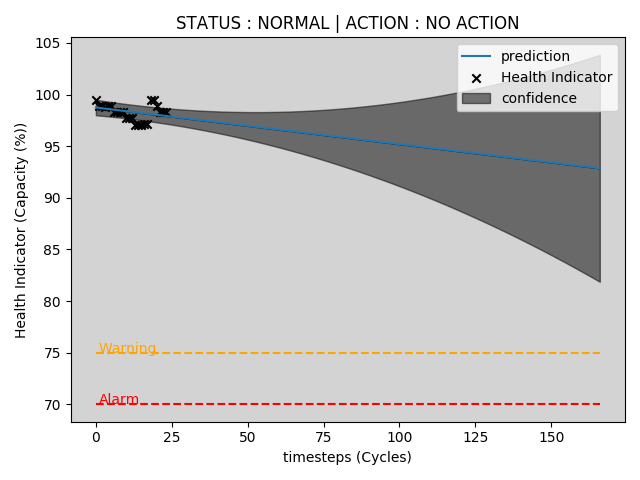 STATUS : NORMAL | ACTION : NO ACTION
105
100
95
90
85
80
75
70
Health Indicator (Capacity (%))
prediction
Health Indicator
confidence
Warning
Alarm
0 25 50 75 100 125 150
timesteps (Cycles)